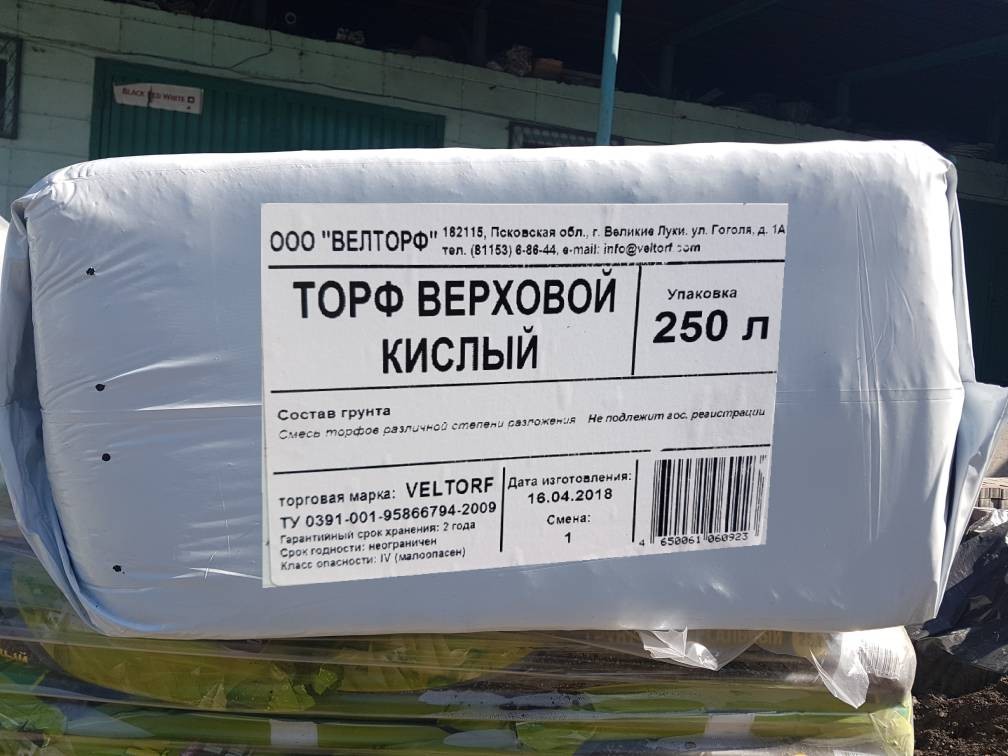 BLACK RED WHITE
ООО "ВЕЛТОРФ"
182115, Псковская обл., г. Великие Луки. ул. Гоголя, д. 1А
тел. (81153) 6-86-44, e-mail: info@veltorf.com
ТОРФ ВЕРХОВОЙ
КИСЛЫЙ
Упаковка
250 л
Состав грунта
Смесь торфов различной степени разложения Не подлежит гос. регистрации
торговая марка: VELTORF
ТУ 0391-001-95866794-2009
Гарантийный срок хранения: 2 года
Срок годности: неограничен
Класс опасности: IV (малоопасен)
Дата изготовления:
16.04.2018
Смена:
1
4 650061 060923